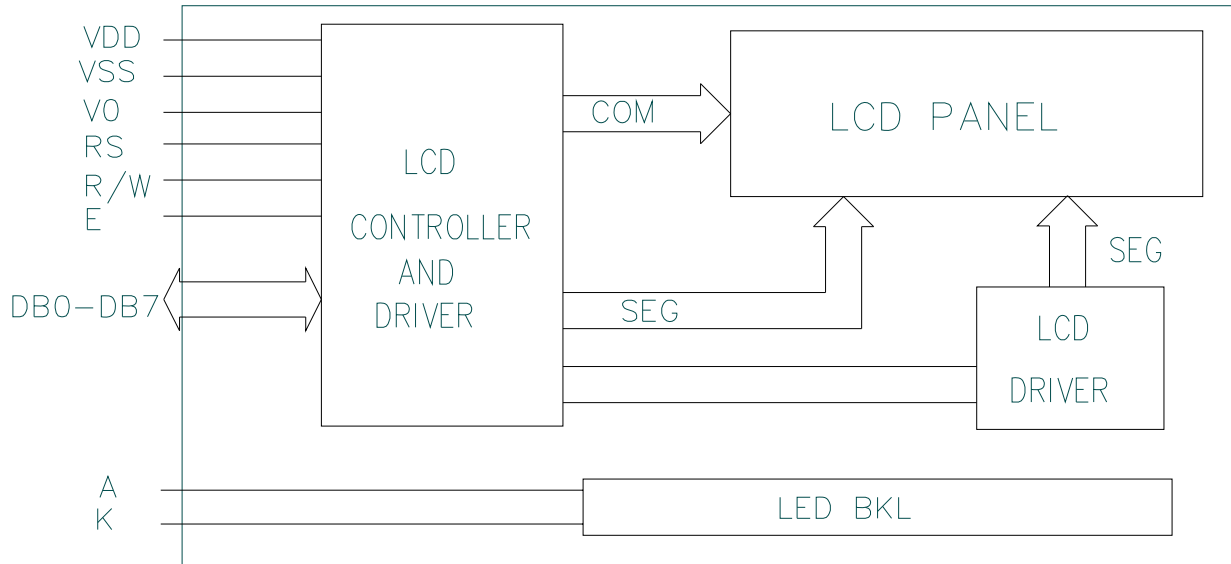 VDD
VSS
V0
RS
R/W
E
DB0-DB7
LCD
CONTROLLER
AND
DRIVER
COM
LCD PANEL
SEG
SEG
LCD
DRIVER
A
K
LED BKL